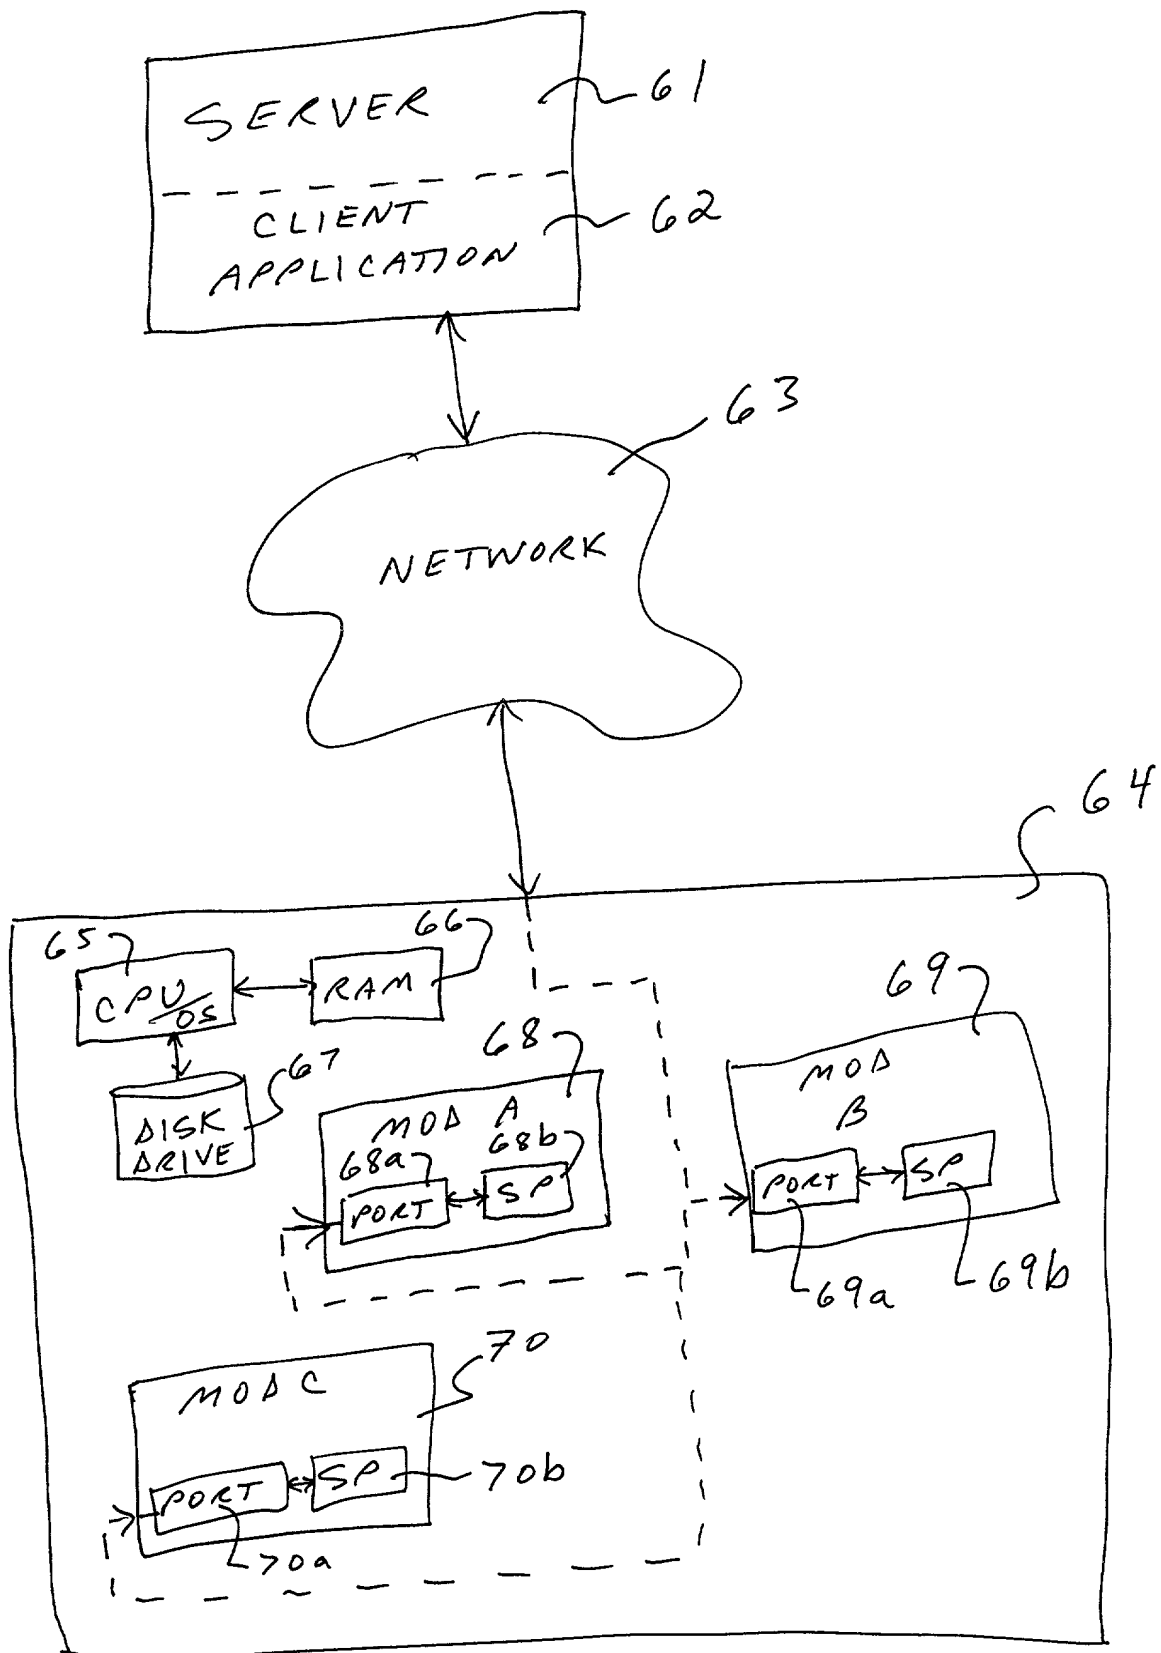 SERVER
61
CLIENT
APPLICATION
62
63
NETWORK
64
65
CPU/OS
66
RAM
67
DISK
DRIVE
68
MOD A
68a
68b
PORT
SP
69
MOD
B
PORT
SP
69a
69b
70
MOD C
PORT
SP
70b
70a